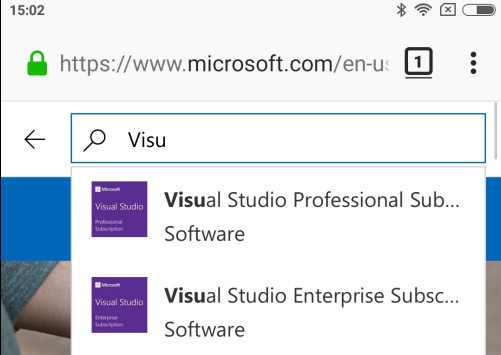 15:02
https://www.microsoft.com/en-us
1
Visu
Microsoft
Visual Studio
Professional
Subscription
Visual Studio Professional Sub...
Software
Microsoft
Visual Studio
Enterprise
Subscription
Visual Studio Enterprise Subsc...
Software